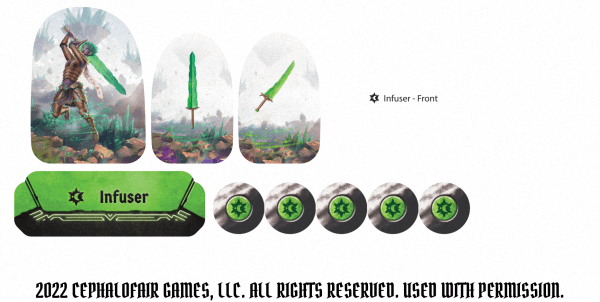 Infuser - Front
Infuser
2022 CEPHALOFAIR GAMES, LLC. ALL RIGHTS RESERVED. USED WITH PERMISSION.